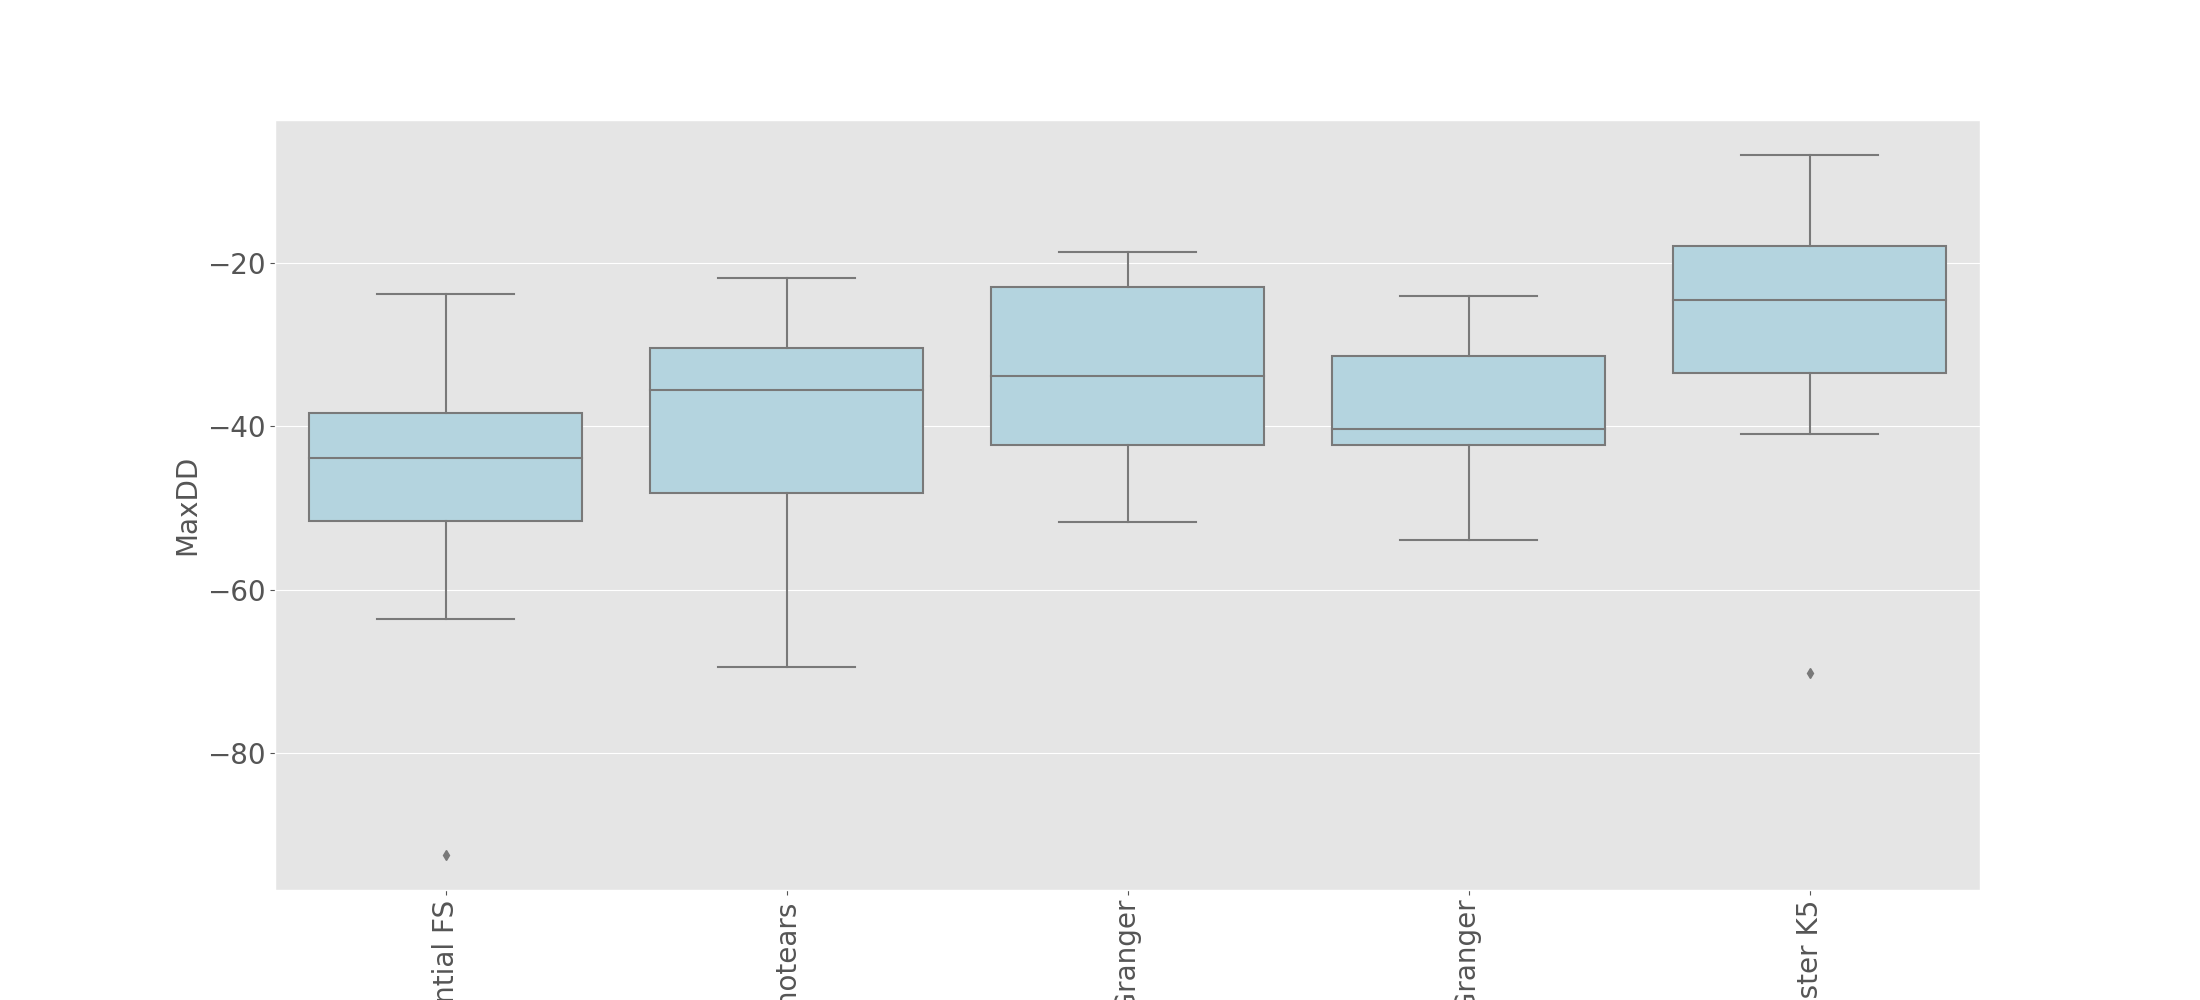 MaxDD
−20
−40
−60
−80
ntial FS
notears
Granger
Granger
ster K5